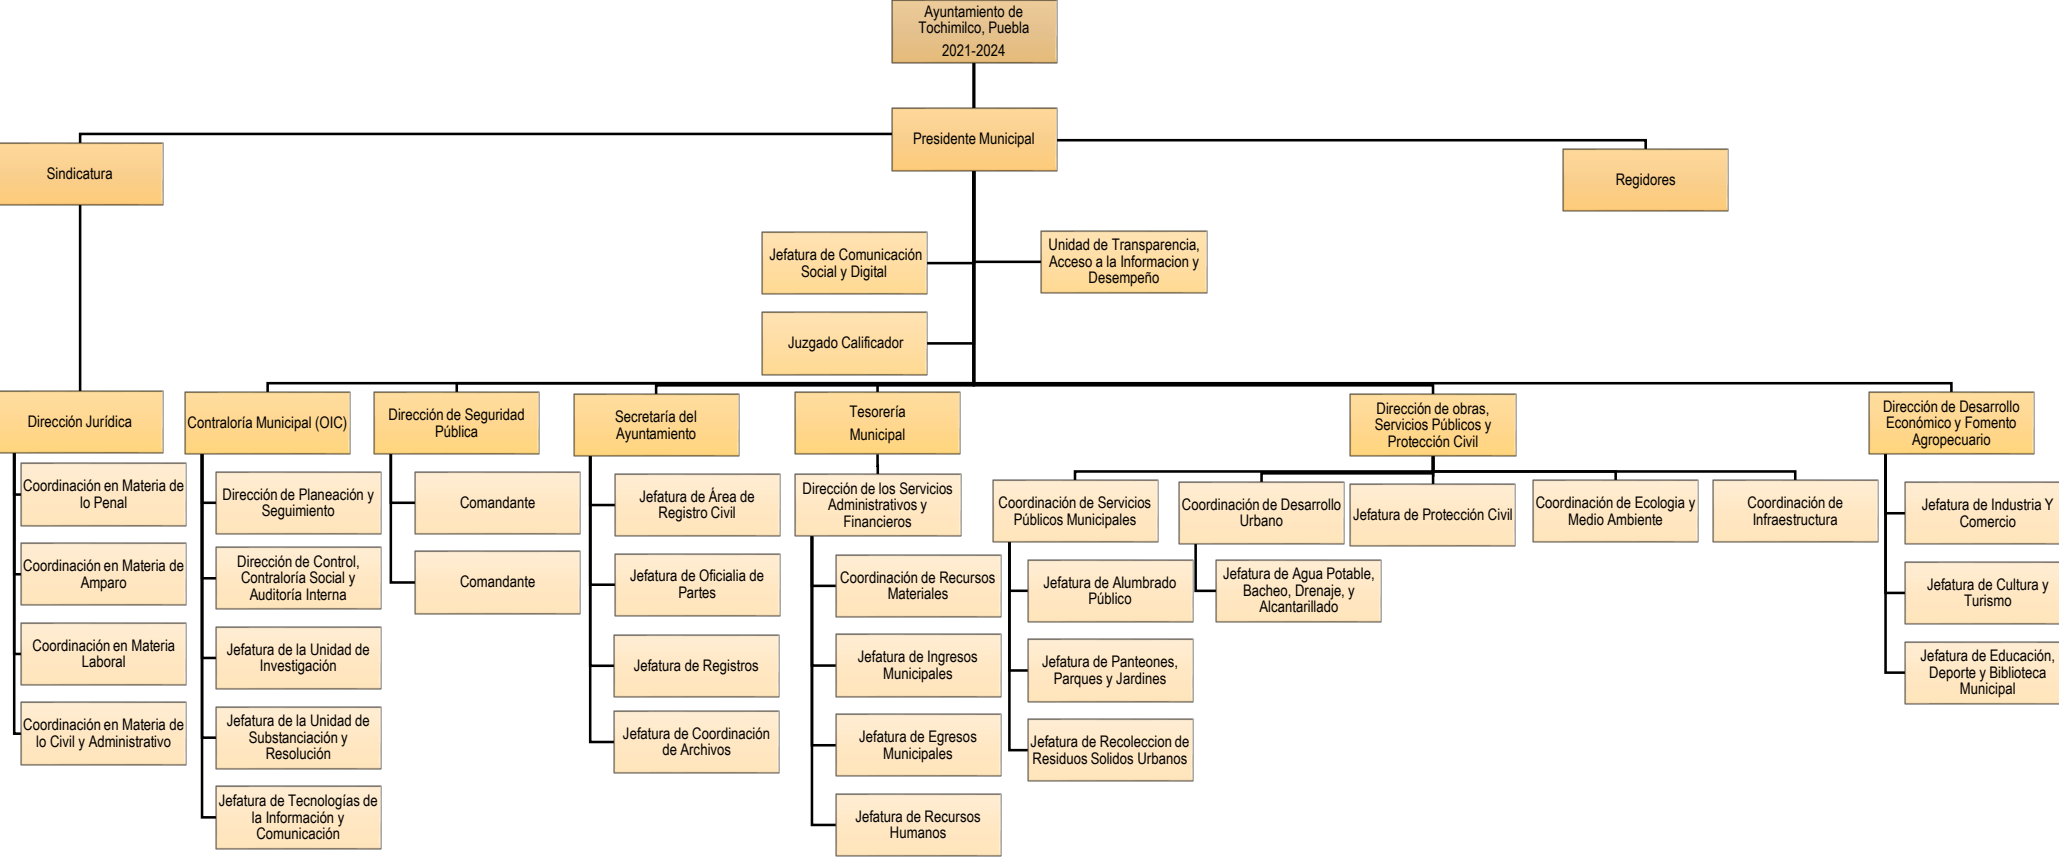 Ayuntamiento de
Tochimilco, Puebla
2021-2024
Presidente Municipal
Sindicatura
Regidores
Jefatura de Comunicación
Social y Digital
Unidad de Transparencia,
Acceso a la Informacion y
Desempeño
Juzgado Calificador
Dirección Jurídica
Contraloría Municipal (OIC)
Dirección de Seguridad
Pública
Secretaría del
Ayuntamiento
Tesorería
Municipal
Dirección de obras,
Servicios Públicos y
Protección Civil
Dirección de Desarrollo
Económico y Fomento
Agropecuario
Coordinación en Materia de
lo Penal
Coordinación en Materia de
Amparo
Coordinación en Materia
Laboral
Coordinación en Materia de
lo Civil y Administrativo
Dirección de Planeación y
Seguimiento
Dirección de Control,
Contraloría Social y
Auditoría Interna
Jefatura de la Unidad de
Investigación
Jefatura de la Unidad de
Substanciación y
Resolución
Jefatura de Tecnologías de
la Información y
Comunicación
Comandante
Comandante
Jefatura de Área de
Registro Civil
Jefatura de Oficialia de
Partes
Jefatura de Registros
Jefatura de Coordinación
de Archivos
Dirección de los Servicios
Administrativos y
Financieros
Coordinación de Recursos
Materiales
Jefatura de Ingresos
Municipales
Jefatura de Egresos
Municipales
Jefatura de Recursos
Humanos
Coordinación de Servicios
Públicos Municipales
Jefatura de Alumbrado
Público
Jefatura de Panteones,
Parques y Jardines
Jefatura de Recoleccion de
Residuos Solidos Urbanos
Coordinación de Desarrollo
Urbano
Jefatura de Agua Potable,
Bacheo, Drenaje, y
Alcantarillado
Jefatura de Protección Civil
Coordinación de Ecologia y
Medio Ambiente
Coordinación de
Infraestructura
Jefatura de Industria Y
Comercio
Jefatura de Cultura y
Turismo
Jefatura de Educación,
Deporte y Biblioteca
Municipal